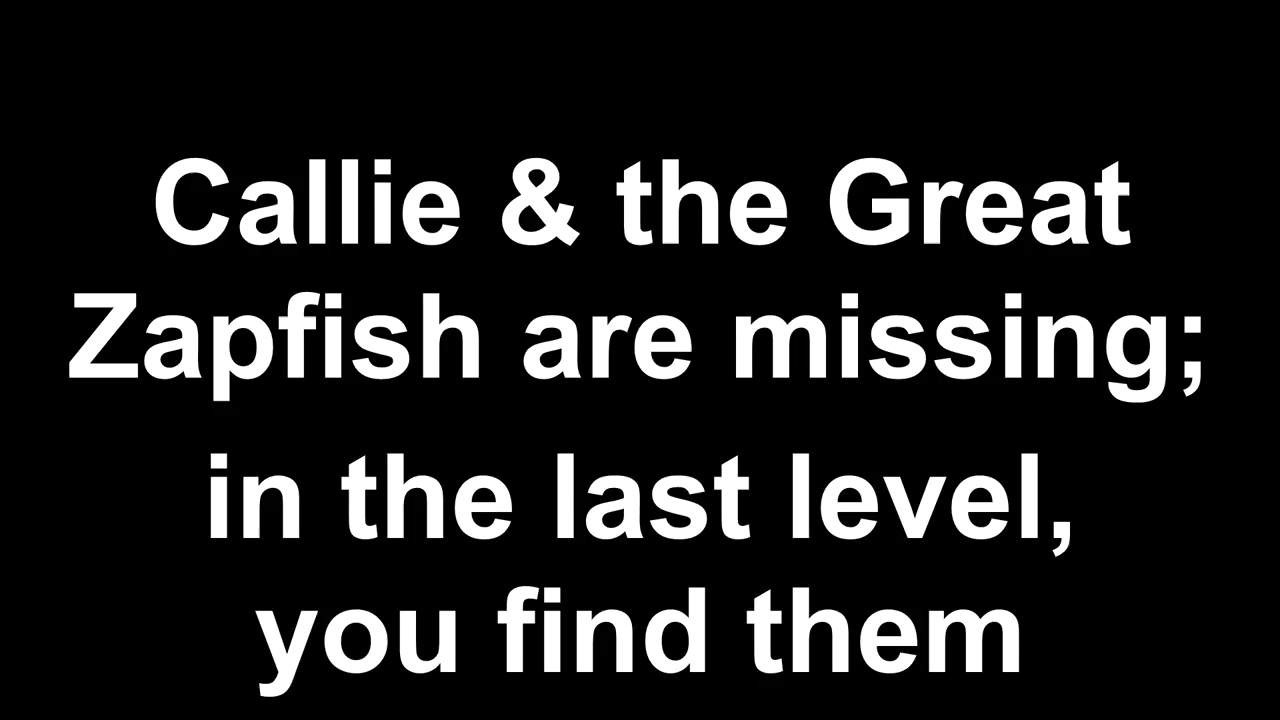 Callie & the Great
Zapfish are missing;
in the last level,
you find them